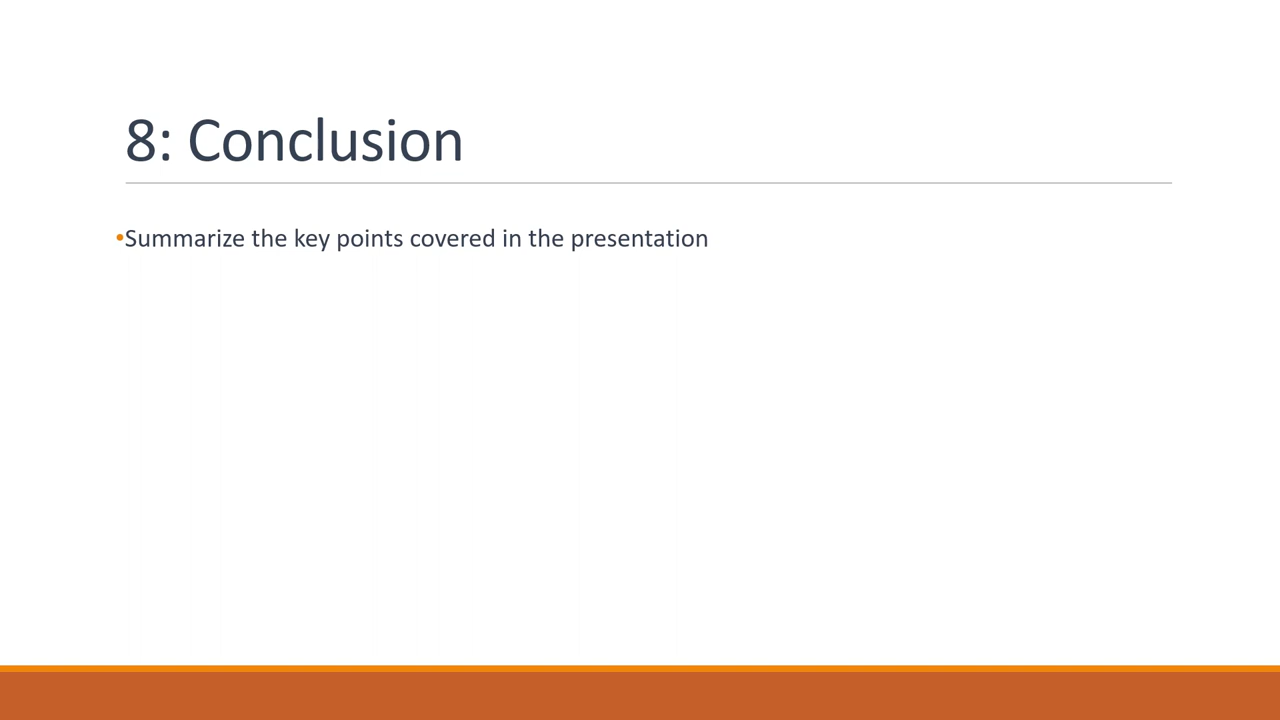 8: Conclusion
•Summarize the key points covered in the presentation